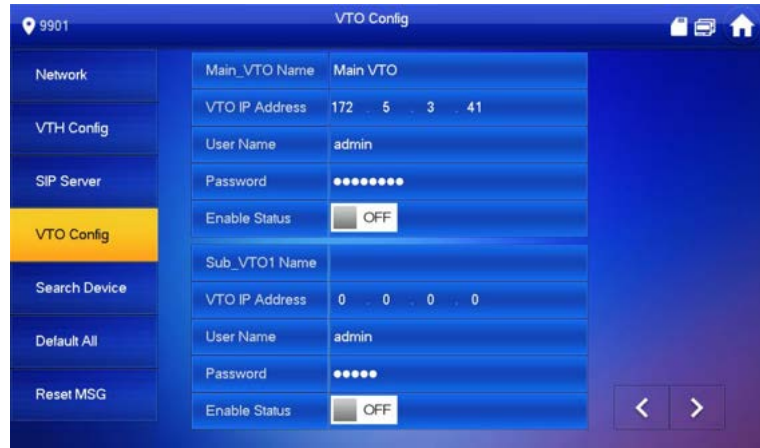 9901 VTO Config
Network
VTH Config
SIP Server
VTO Config
Search Device
Default All
Reset MSG
Main_VTO Name Main VTO
VTO IP Address 172 . 5 . 3 . 41
User Name admin
Password ●●●●●●●●
Enable Status OFF
Sub_VTO1 Name
VTO IP Address 0 . 0 . 0 . 0
User Name admin
Password ●●●●●
Enable Status OFF